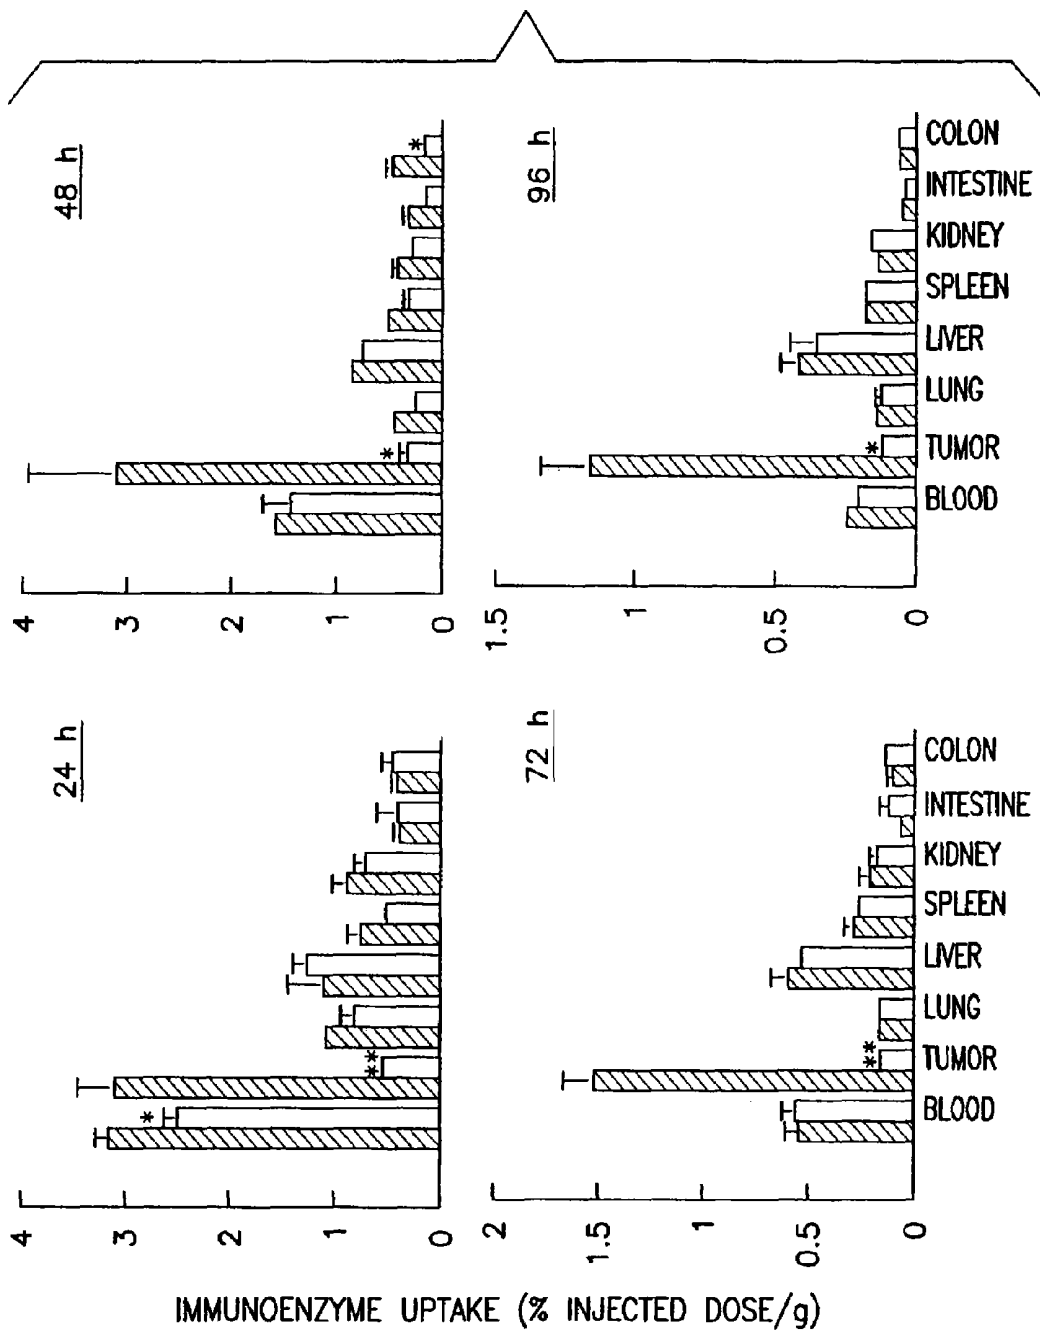 48 h
*
*
4
3
2
1
0
96 h
COLON
INTESTINE
KIDNEY
SPLEEN
LIVER
LUNG
*
TUMOR
BLOOD
1.5
1
0.5
0
24 h
**
*
4
3
2
1
0
72 h
COLON
INTESTINE
KIDNEY
SPLEEN
LIVER
LUNG
**
TUMOR
BLOOD
2
1.5
1
0.5
0
IMMUNOENZYME UPTAKE (% INJECTED DOSE/g)